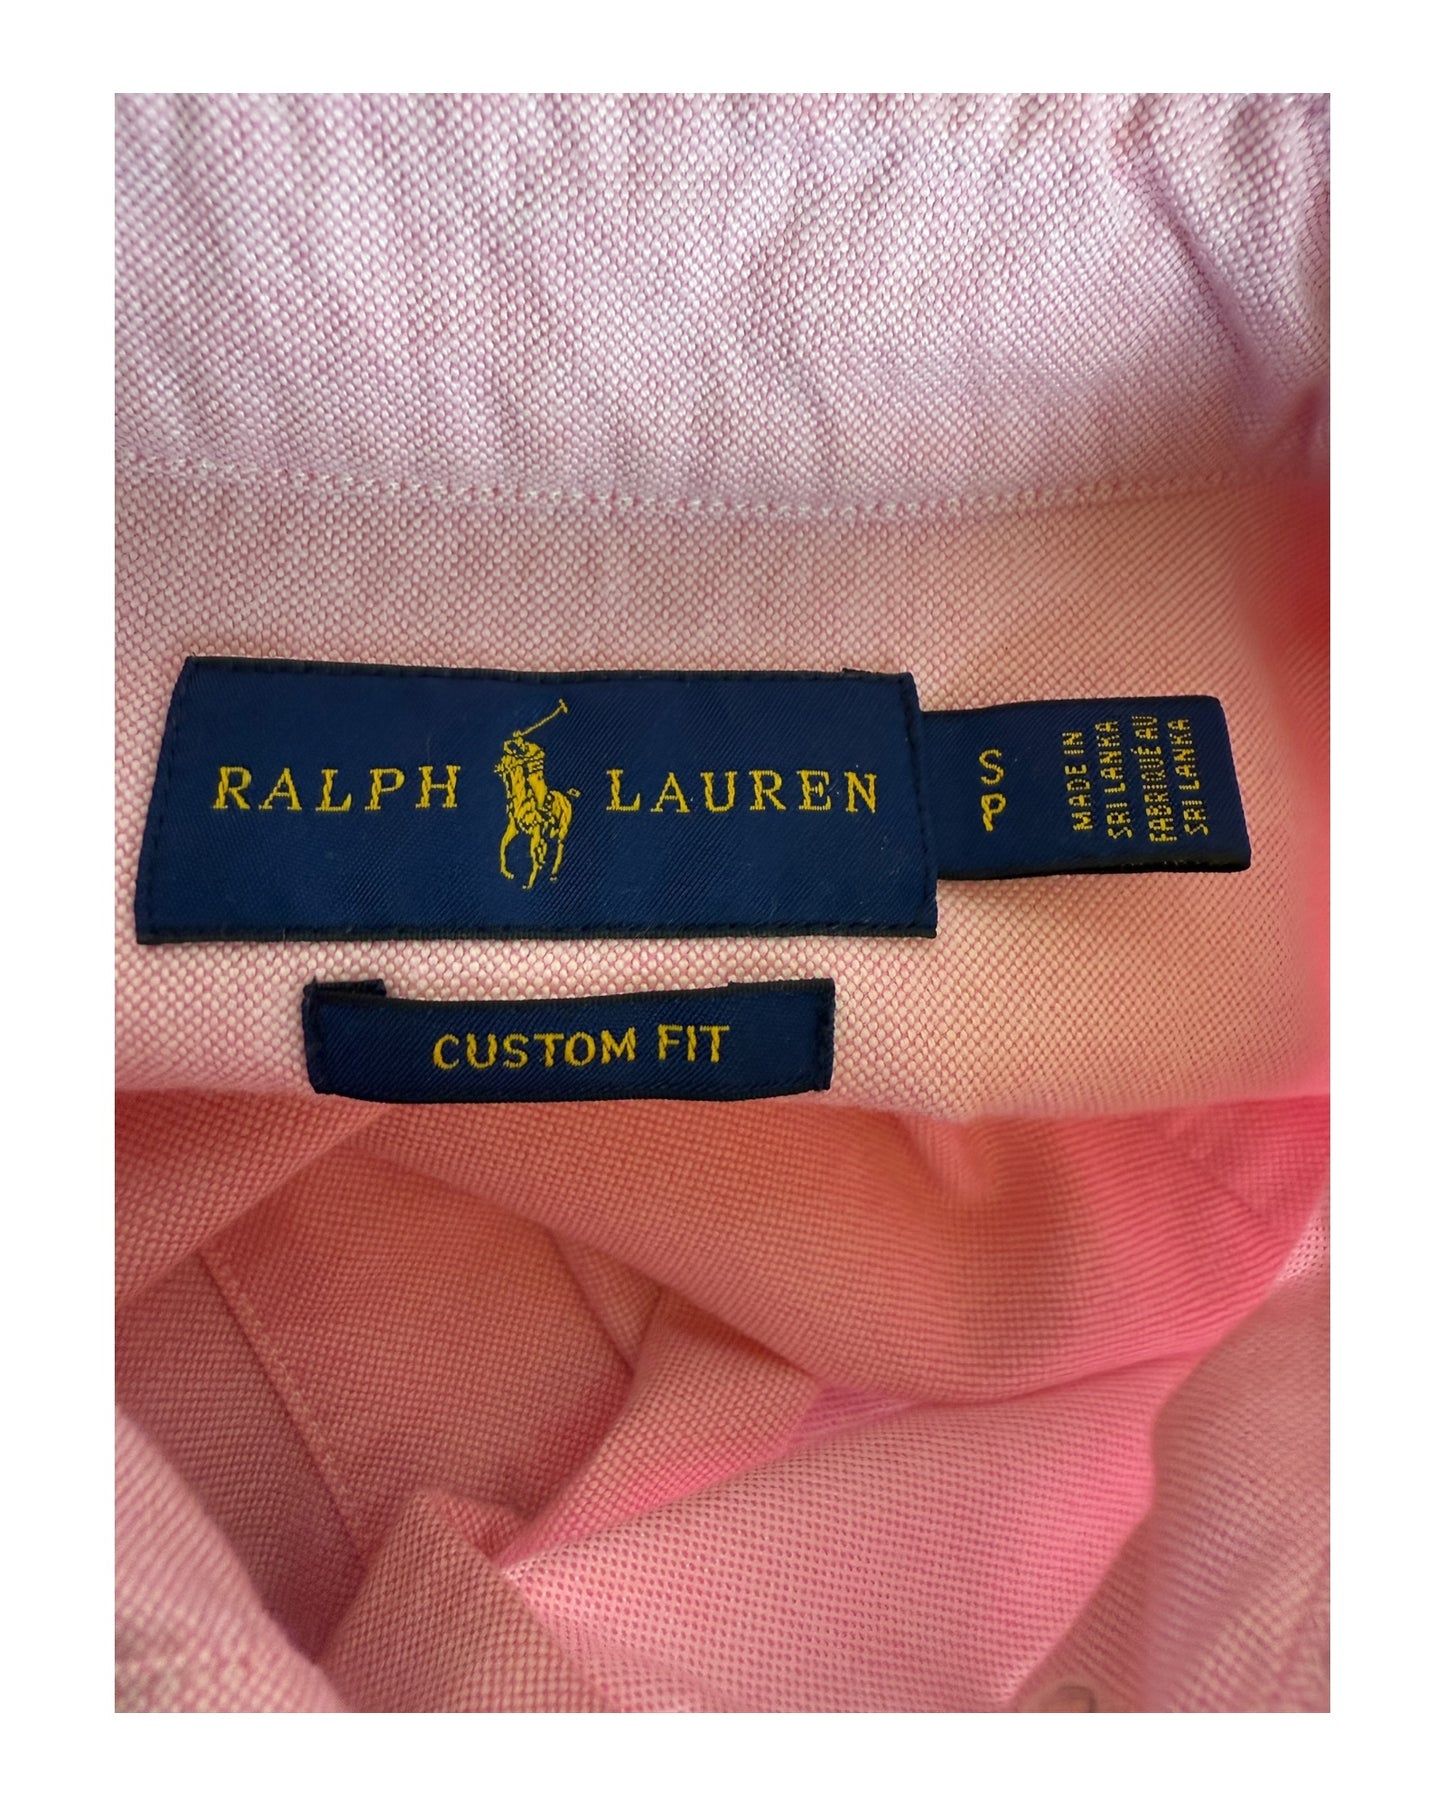 RALPH LAUREN
S
P
MADE IN
SRI LANKA
FABRIQUÉ AU
SRI LANKA
CUSTOM FIT